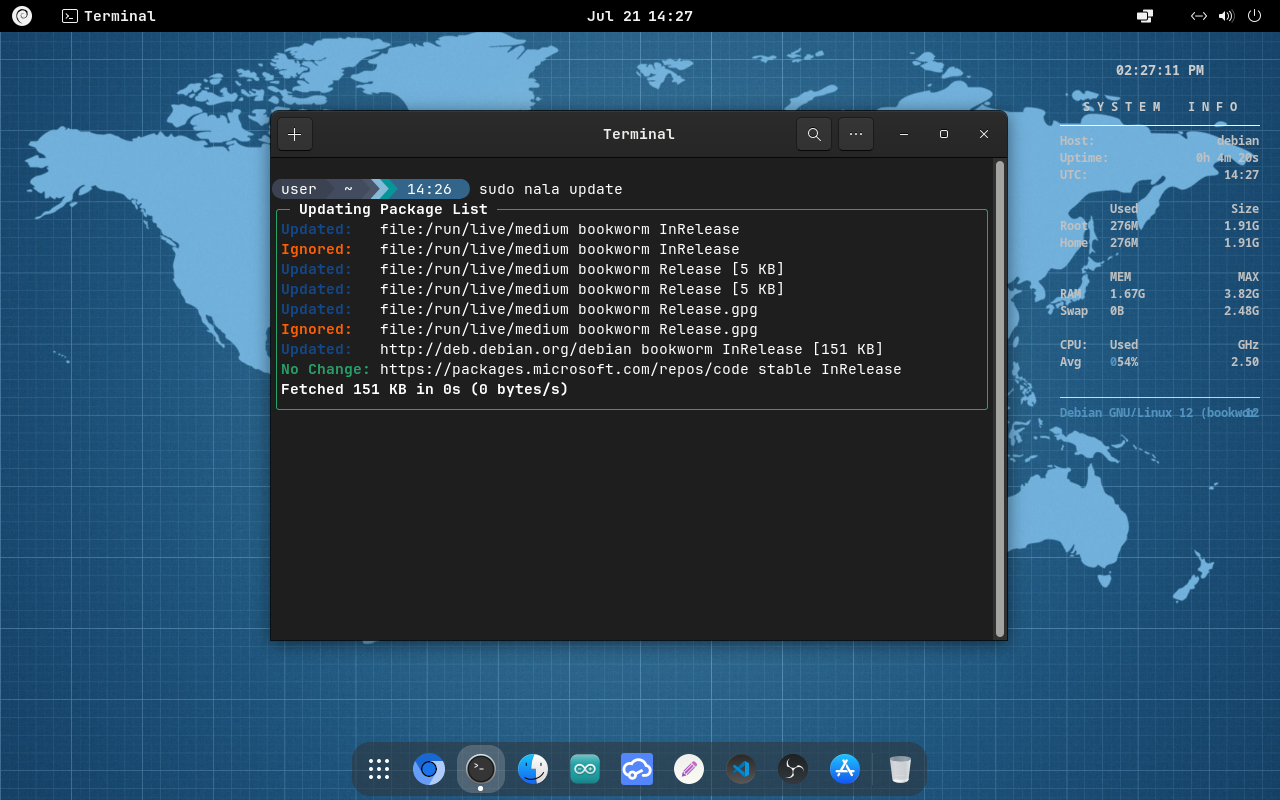 Terminal
Jul 21 14:27
02:27:11 PM
SYSTEM INFO
Host: debian
Uptime: 0h 4m 20s
UTC: 14:27
Used Size
Root 276M 1.91G
Home 276M 1.91G
MEM MAX
RAM 1.67G 3.82G
Swap 0B 2.48G
CPU: Used GHz
Avg 054% 2.50
Debian GNU/Linux 12 (bookwor12
Terminal
user ~ 14:26 sudo nala update
Updating Package List
Updated: file:/run/live/medium bookworm InRelease
Ignored: file:/run/live/medium bookworm InRelease
Updated: file:/run/live/medium bookworm Release [5 KB]
Updated: file:/run/live/medium bookworm Release [5 KB]
Updated: file:/run/live/medium bookworm Release.gpg
Ignored: file:/run/live/medium bookworm Release.gpg
Updated: http://deb.debian.org/debian bookworm InRelease [151 KB]
No Change: https://packages.microsoft.com/repos/code stable InRelease
Fetched 151 KB in 0s (0 bytes/s)